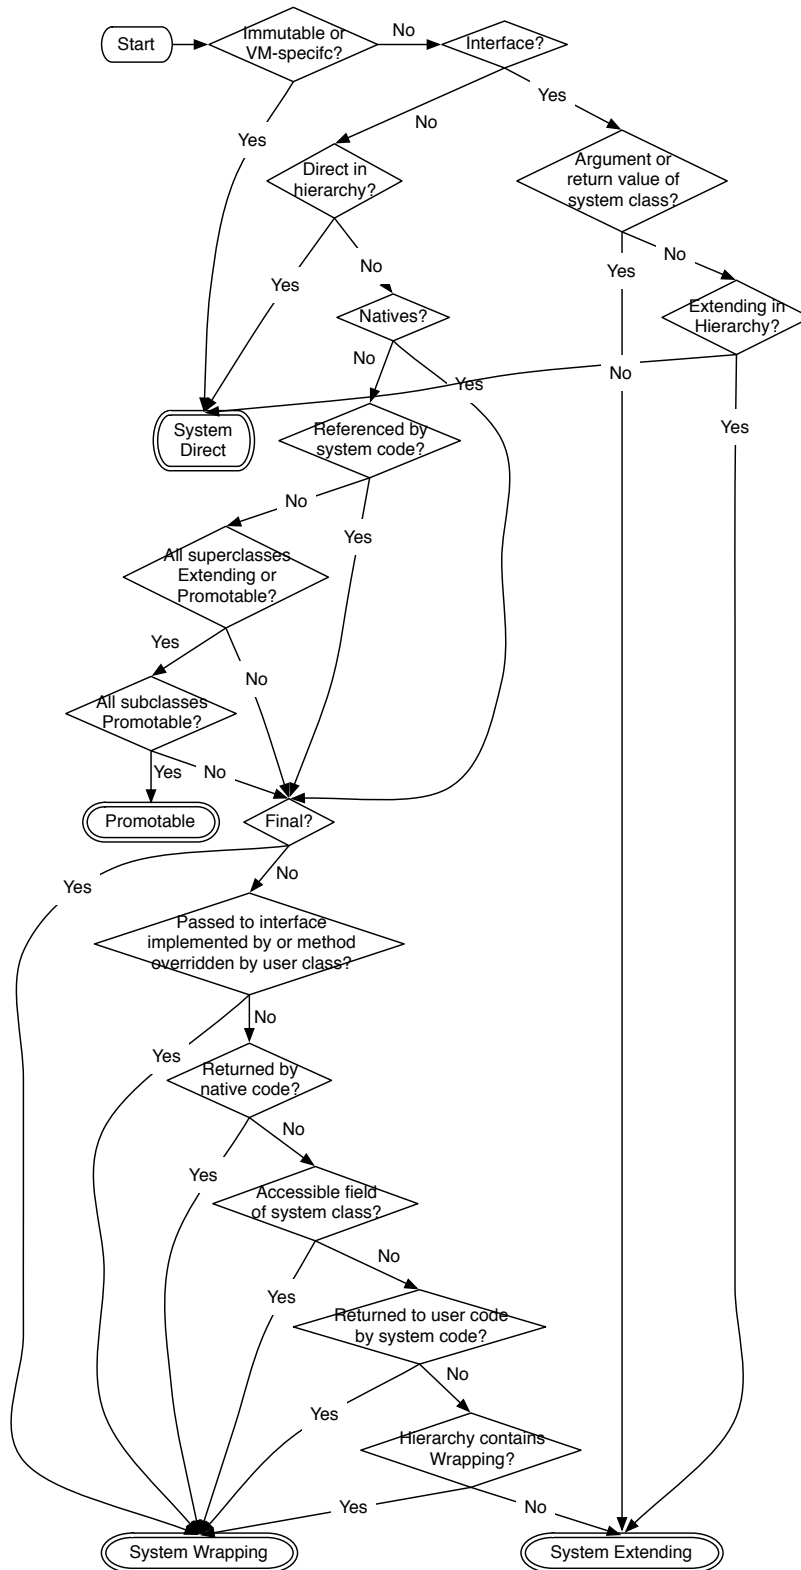 Start
Immutable or
VM-specifc?
No
Interface?
Yes
Yes
No
Direct in
hierarchy?
Argument or
return value of
system class?
No
Yes
No
Yes
Natives?
Extending in
Hierarchy?
No
No
Yes
Yes
System
Direct
Referenced by
system code?
No
Yes
All superclasses
Extending or
Promotable?
Yes
No
All subclasses
Promotable?
Yes
No
Promotable
Final?
Yes
No
Passed to interface
implemented by or method
overridden by user class?
No
Yes
Returned by
native code?
No
Yes
Accessible field
of system class?
No
Yes
Returned to user code
by system code?
No
Yes
Hierarchy contains
Wrapping?
Yes
No
System Wrapping
System Extending